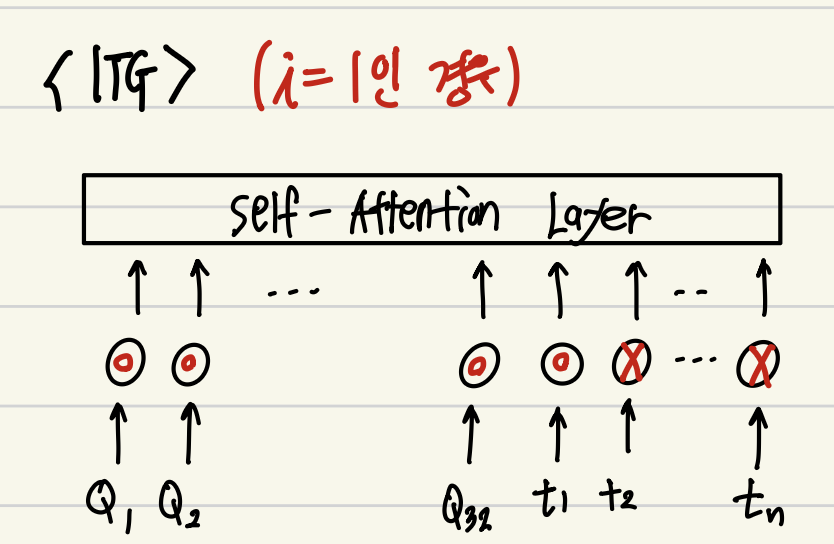 <ITG> (i=1인 경우)
Self-Attention Layer
....
..
O O O O X ... X
Q1 Q2 Q32 t1 t2 tn